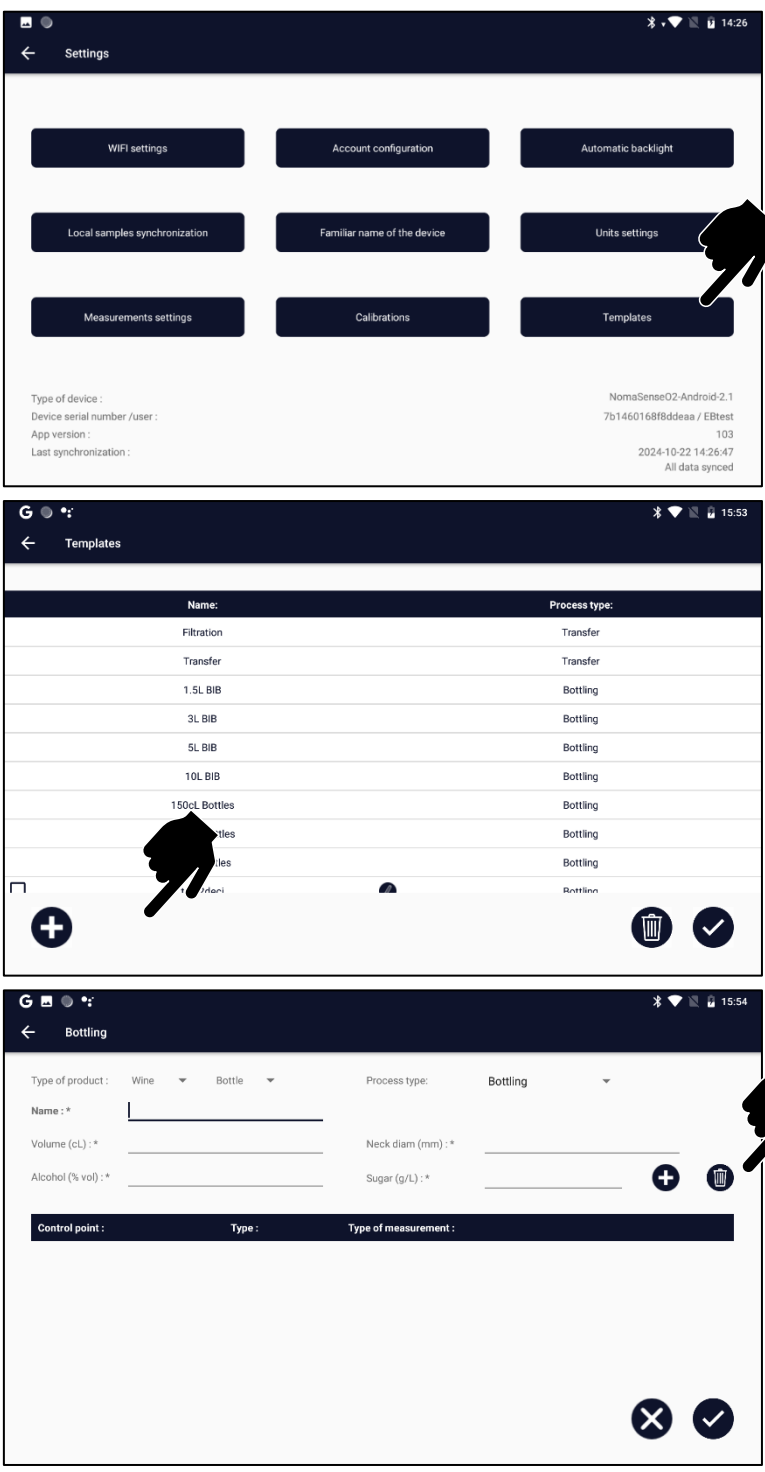 14:26
Settings
WIFI settings Account configuration Automatic backlight
Local samples synchronization Familiar name of the device Units settings
Measurements settings Calibrations Templates
Type of device : NomaSenseO2-Android-2.1
Device serial number /user : 7b1460168f8ddeaa / EBtest
App version : 103
Last synchronization : 2024-10-22 14:26:47
All data synced
G 15:53
Templates
Name: Process type:
Filtration Transfer
Transfer Transfer
1.5L BIB Bottling
3L BIB Bottling
5L BIB Bottling
10L BIB Bottling
150cL Bottles Bottling
Bottling
Bottling
Bottling
G 15:54
Bottling
Type of product : Wine Bottle Process type: Bottling
Name : *
Volume (cL) : * Neck diam (mm) : *
Alcohol (% vol) : * Sugar (g/L) : *
Control point : Type : Type of measurement :